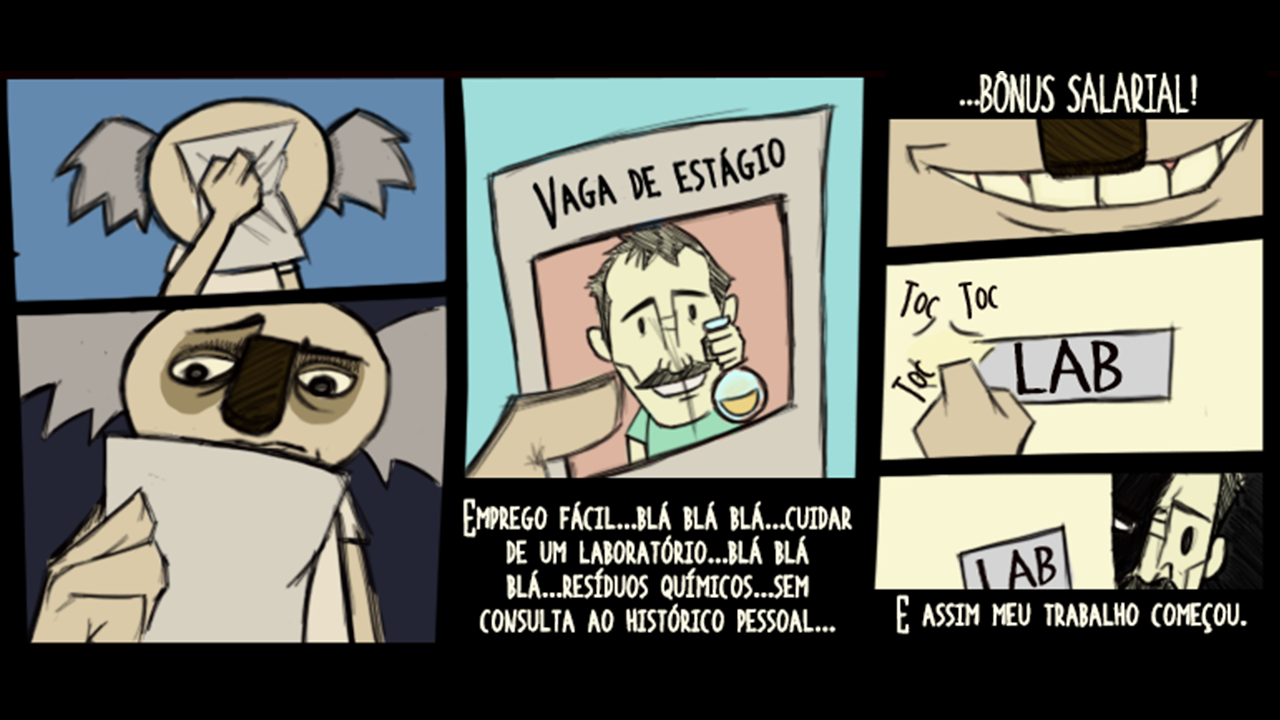 VAGA DE ESTÁGIO
EMPREGO FÁCIL...BLÁ BLÁ BLÁ...CUIDAR
DE UM LABORATÓRIO...BLÁ BLÁ
BLÁ...RESÍDUOS QUÍMICOS...SEM
CONSULTA AO HISTÓRICO PESSOAL...
...BÔNUS SALARIAL!
TOC TOC
TOC
LAB
LAB
E ASSIM MEU TRABALHO COMEÇOU.